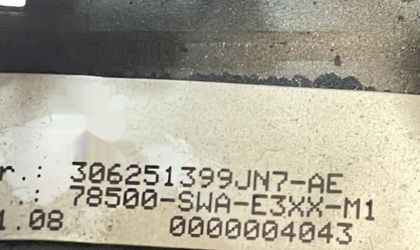 r.: 306251399JN7-AE
.: 78500-SWA-E3XX-M1
1.08 0000004043